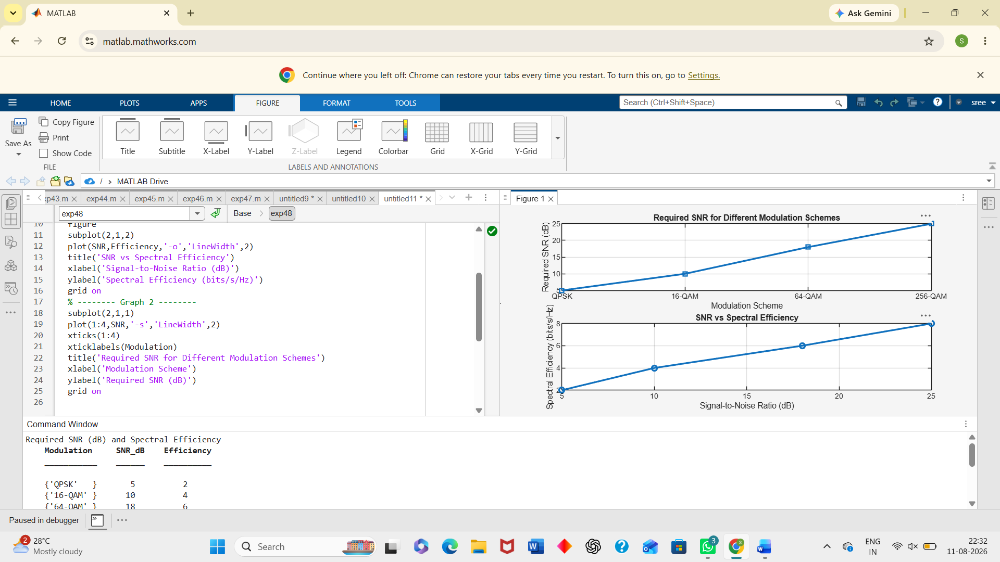 MATLAB
Ask Gemini
matlab.mathworks.com
S
Continue where you left off: Chrome can restore your tabs every time you restart. To turn this on, go to Settings.
HOME
PLOTS
APPS
FIGURE
FORMAT
TOOLS
Search (Ctrl+Shift+Space)
sree
Save As
Copy Figure
Print
Show Code
FILE
Title
Subtitle
X-Label
Y-Label
Z-Label
Legend
Colorbar
Grid
X-Grid
Y-Grid
LABELS AND ANNOTATIONS
/ › MATLAB Drive
xp43.m
exp44.m
exp45.m
exp46.m
exp47.m
untitled9 *
untitled10
untitled11 *
exp48
Base
exp48
10 figure
11 subplot(2,1,2)
12 plot(SNR,Efficiency,'-o','LineWidth',2)
13 title('SNR vs Spectral Efficiency')
14 xlabel('Signal-to-Noise Ratio (dB)')
15 ylabel('Spectral Efficiency (bits/s/Hz)')
16 grid on
17 % -------- Graph 2 --------
18 subplot(2,1,1)
19 plot(1:4,SNR,'-s','LineWidth',2)
20 xticks(1:4)
21 xticklabels(Modulation)
22 title('Required SNR for Different Modulation Schemes')
23 xlabel('Modulation Scheme')
24 ylabel('Required SNR (dB)')
25 grid on
26
Figure 1
Required SNR for Different Modulation Schemes
Required SNR (dB)
25
20
15
10
5
QPSK
16-QAM
64-QAM
256-QAM
Modulation Scheme
SNR vs Spectral Efficiency
Spectral Efficiency (bits/s/Hz)
8
6
4
2
5
10
15
20
25
Signal-to-Noise Ratio (dB)
Command Window
Required SNR (dB) and Spectral Efficiency
Modulation SNR_dB Efficiency
{'QPSK' } 5 2
{'16-QAM' } 10 4
{'64-QAM' } 18 6
Paused in debugger
2
28°C
Mostly cloudy
Search
3
ENG
IN
22:32
11-08-2026